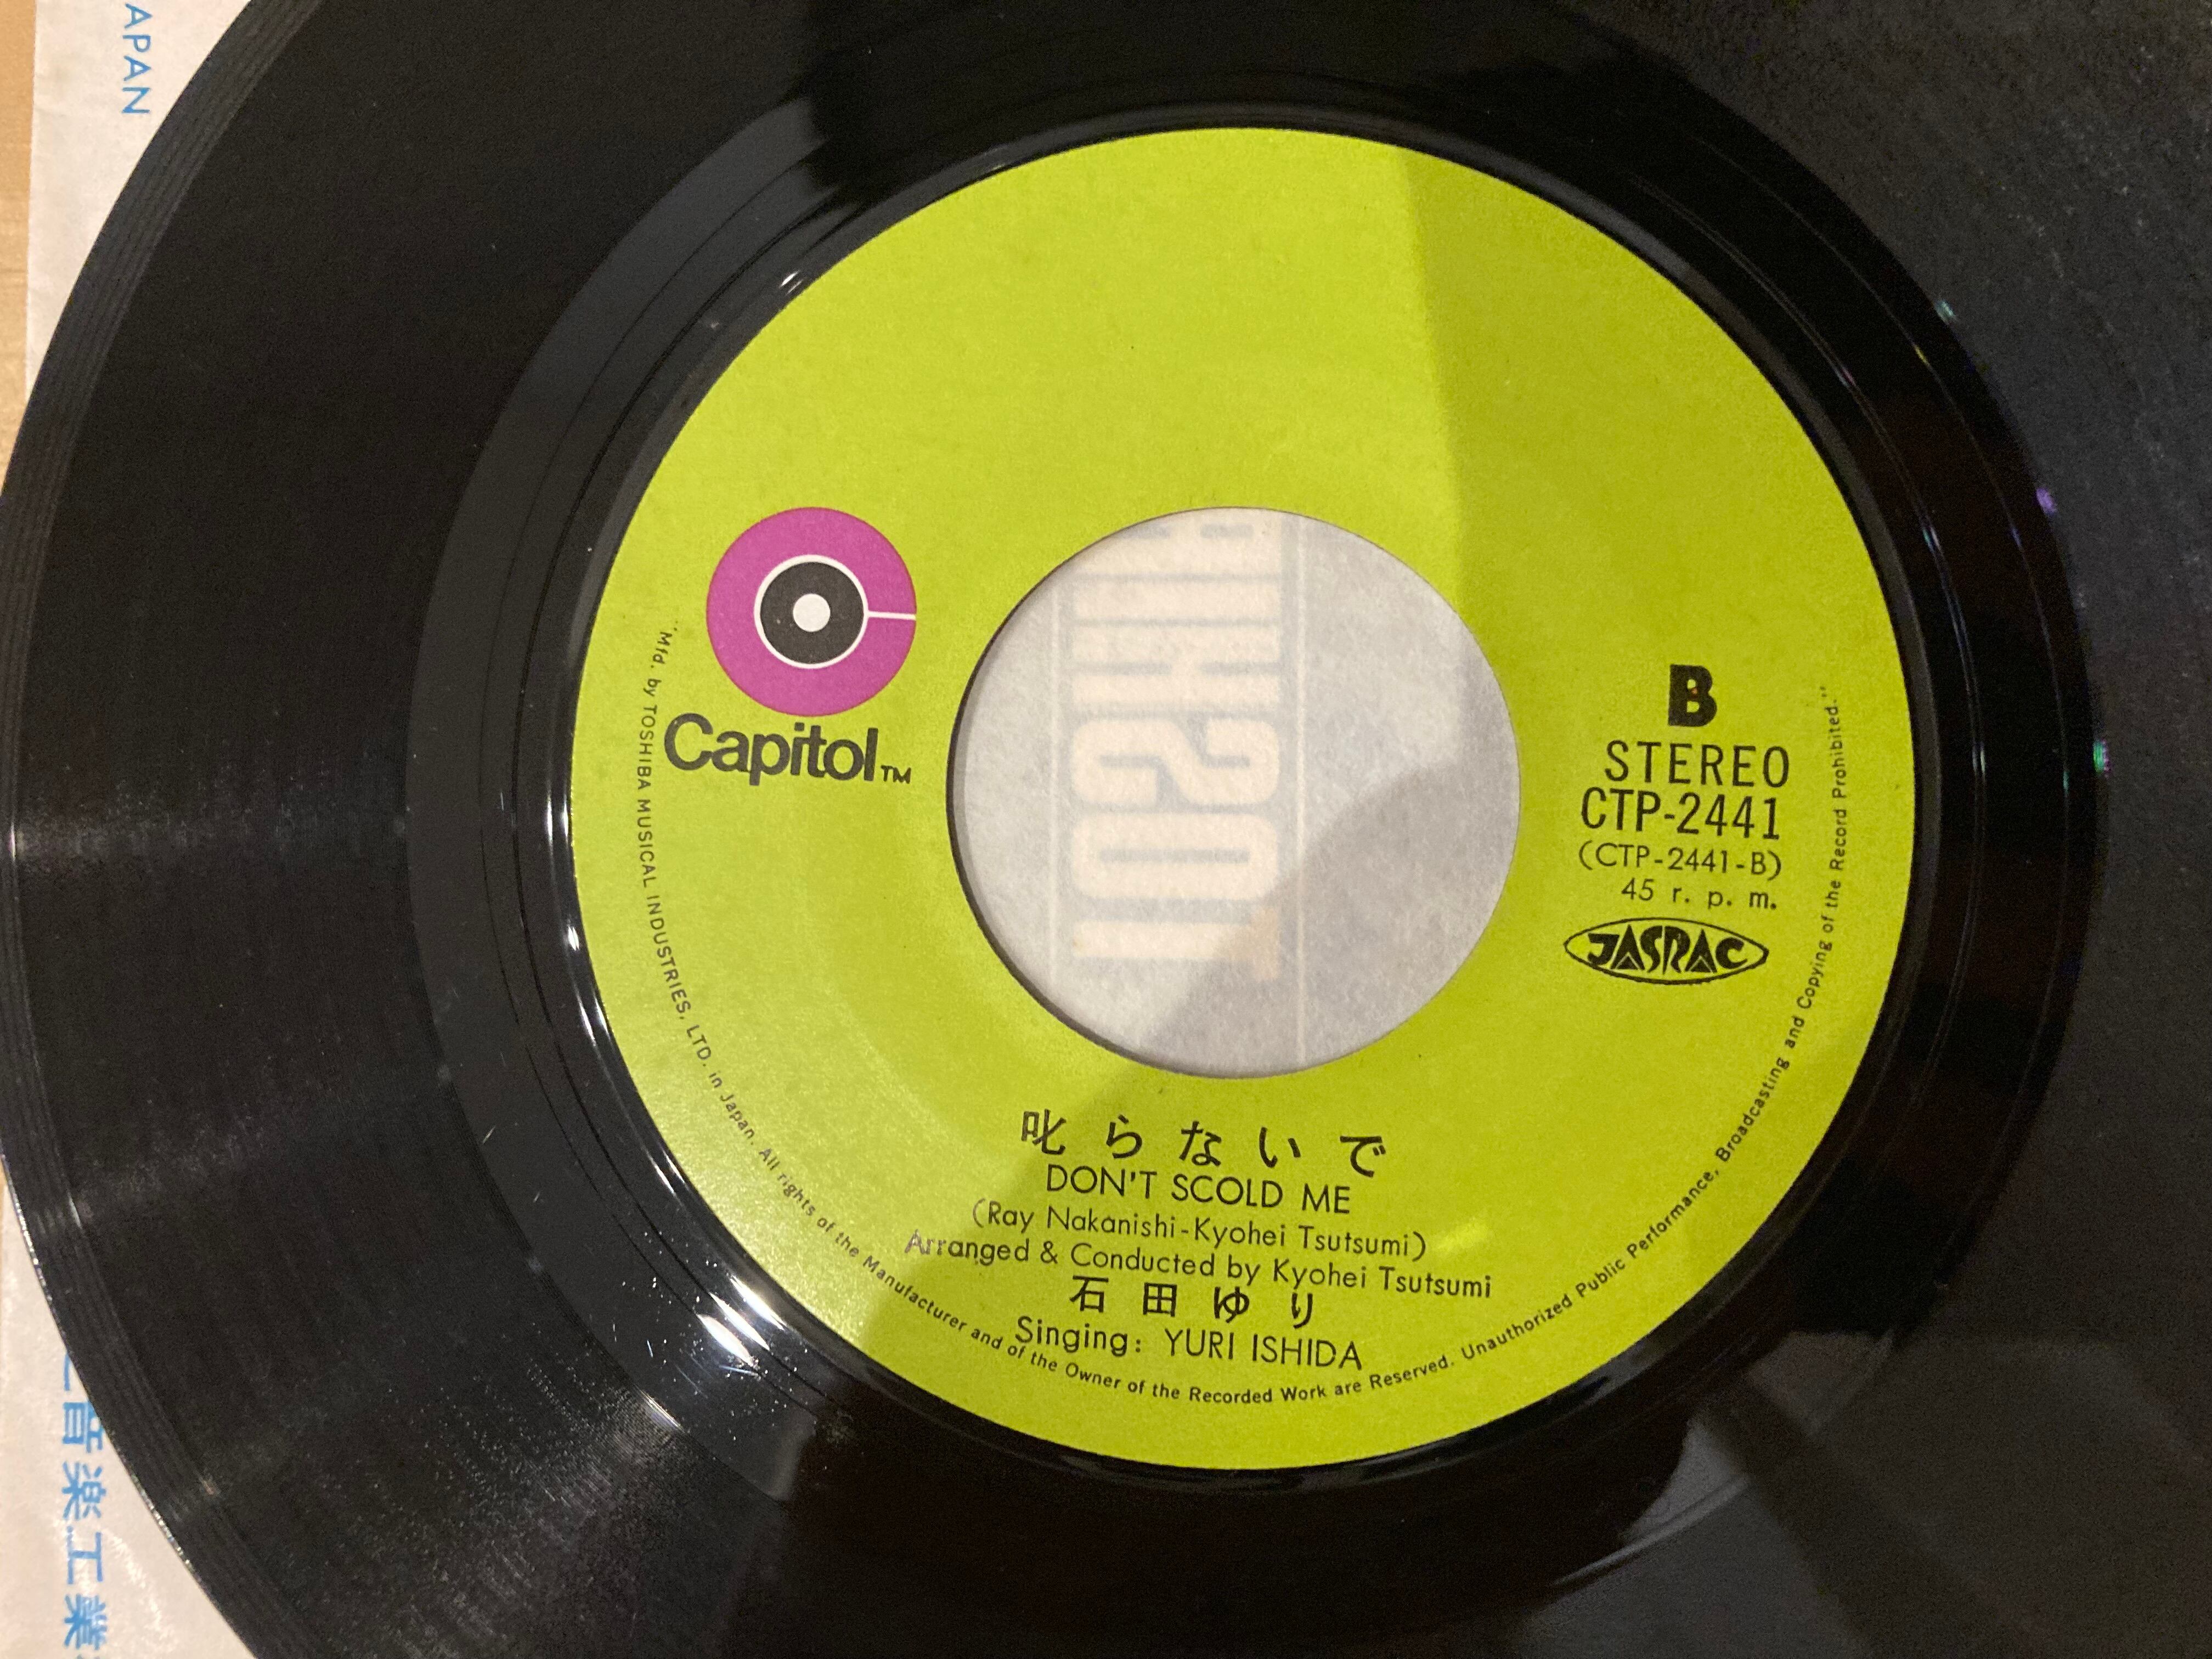 APAN
Capitol™
B
STEREO
CTP-2441
(CTP-2441-B)
45 r. p. m.
JASRAC
叱らないで
DON'T SCOLD ME
(Ray Nakanishi-Kyohei Tsutsumi)
Arranged & Conducted by Kyohei Tsutsumi
石田ゆり
Singing: YURI ISHIDA
"Mfd. by TOSHIBA MUSICAL INDUSTRIES, LTD. in Japan. All rights of the Manufacturer and of the Owner of the Recorded Work are Reserved. Unauthorized Public Performance, Broadcasting and Copying of the Record Prohibited."
音楽工業